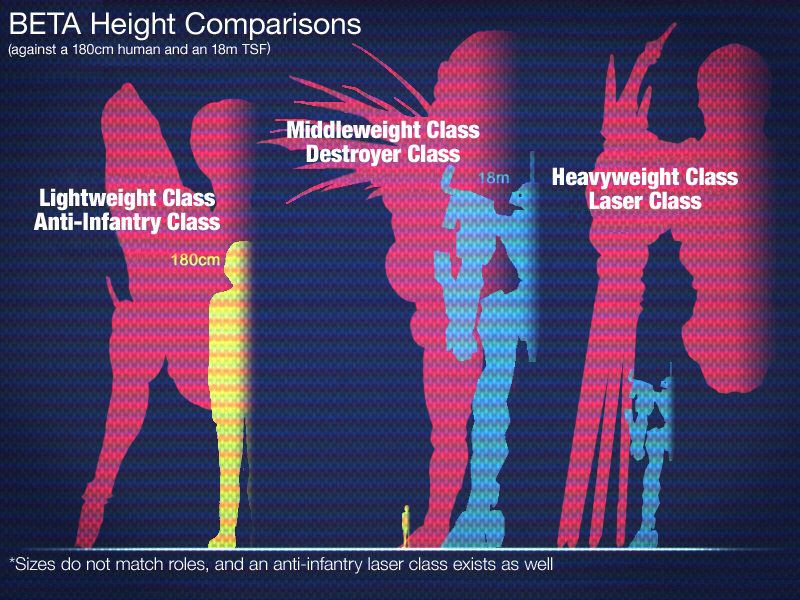 BETA Height Comparisons
(against a 180cm human and an 18m TSF)
Middleweight Class
Destroyer Class
18m
Heavyweight Class
Laser Class
Lightweight Class
Anti-Infantry Class
180cm
*Sizes do not match roles, and an anti-infantry laser class exists as well